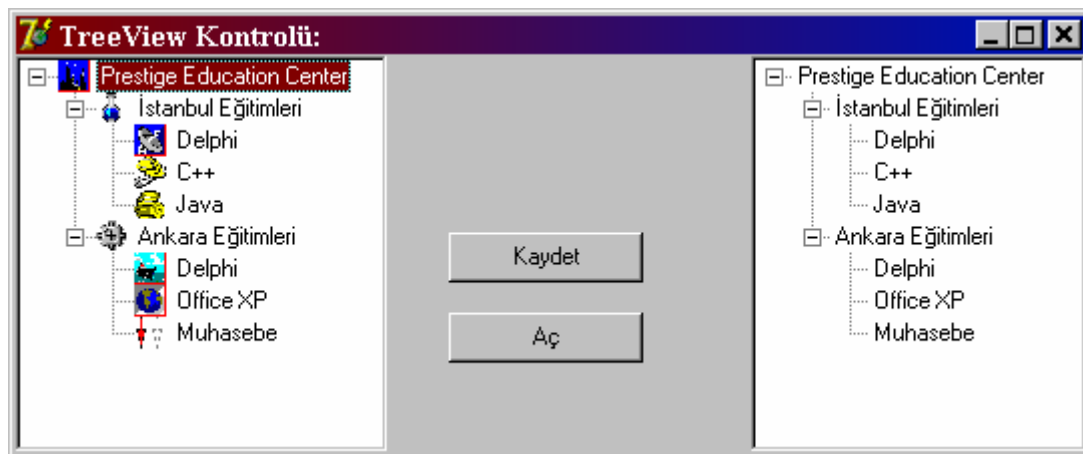 TreeView Kontrolü:
Prestige Education Center
İstanbul Eğitimleri
Delphi
C++
Java
Ankara Eğitimleri
Delphi
Office XP
Muhasebe
Kaydet
Aç
Prestige Education Center
İstanbul Eğitimleri
Delphi
C++
Java
Ankara Eğitimleri
Delphi
Office XP
Muhasebe